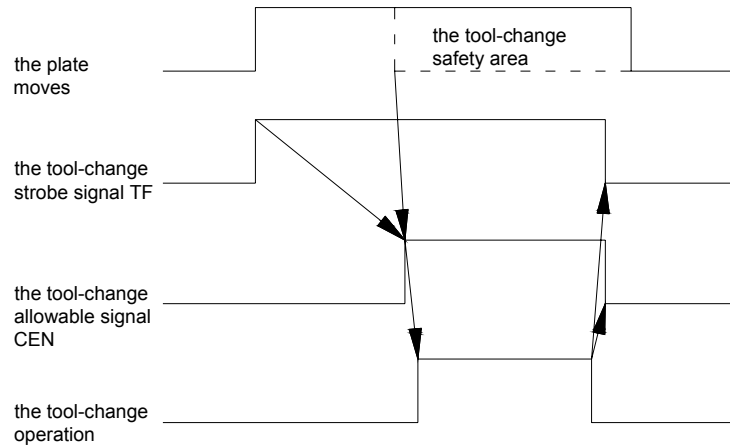 the tool-change
safety area
the plate
moves
the tool-change
strobe signal TF
the tool-change
allowable signal
CEN
the tool-change
operation